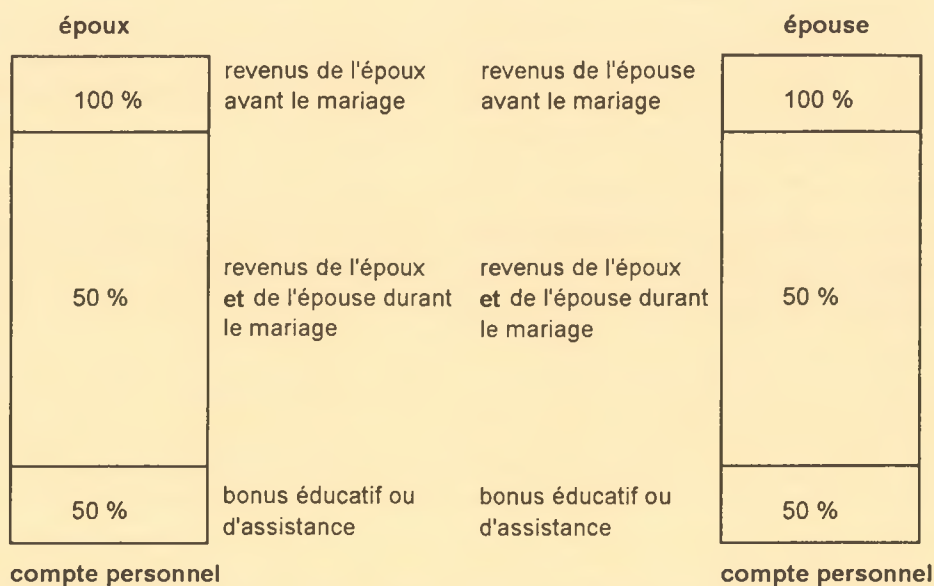 époux
épouse
100 %
revenus de l'époux
avant le mariage
revenus de l'épouse
avant le mariage
100 %
50 %
revenus de l'époux
et de l'épouse durant
le mariage
revenus de l'époux
et de l'épouse durant
le mariage
50 %
50 %
bonus éducatif ou
d'assistance
bonus éducatif ou
d'assistance
50 %
compte personnel
compte personnel